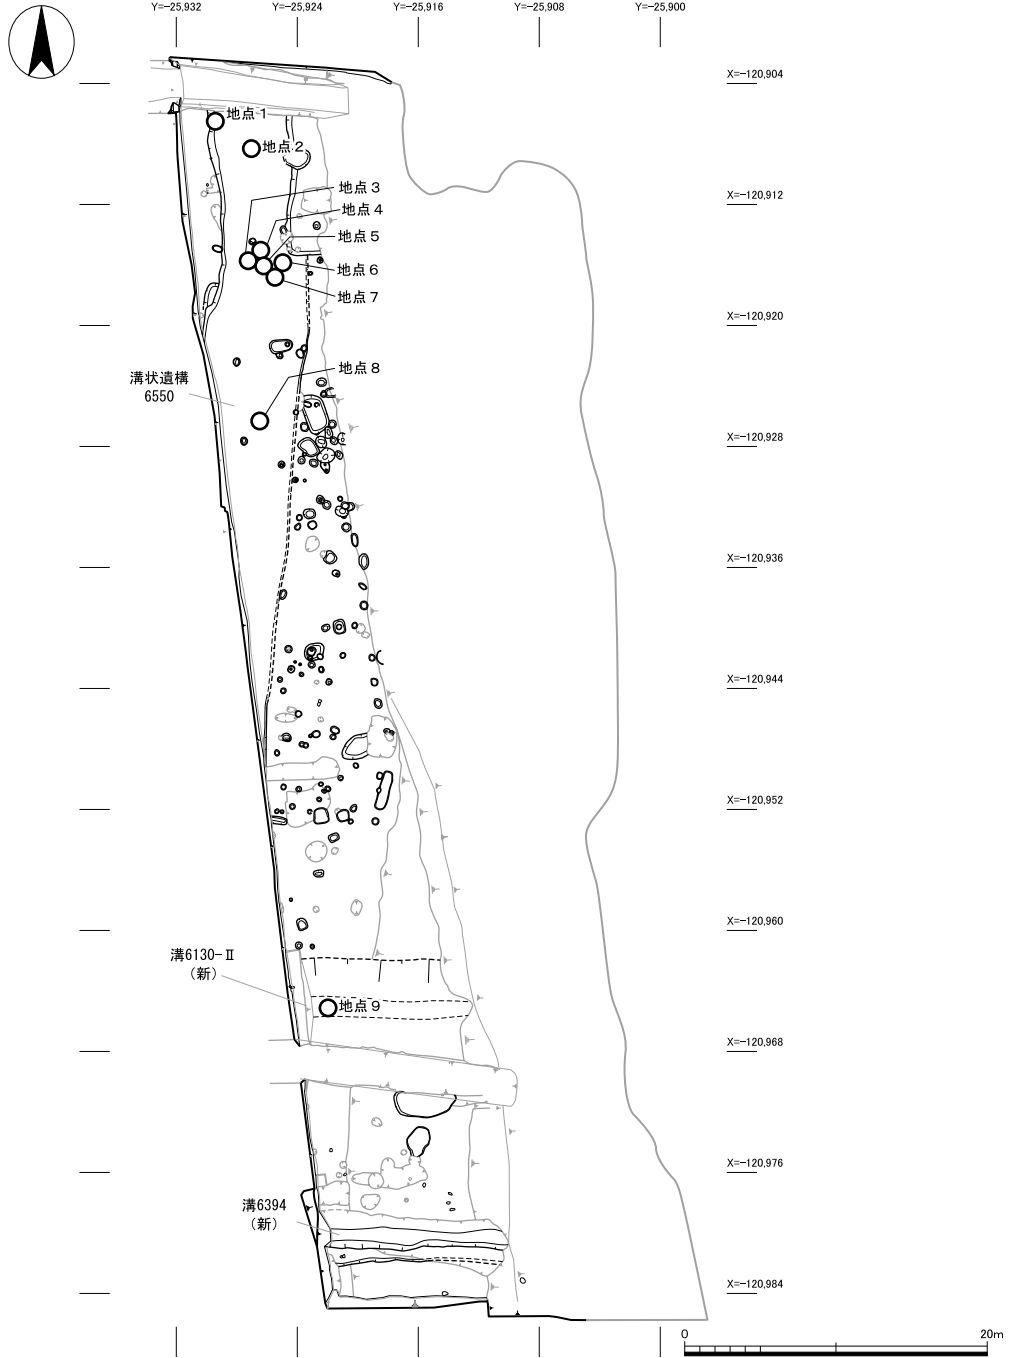 Y=-25,932 Y=-25,924 Y=-25,916 Y=-25,908 Y=-25,900
X=-120,904
地点1
地点2
地点3
X=-120,912
地点4
地点5
地点6
地点7
X=-120,920
地点8
溝状遺構
6550
X=-120,928
X=-120,936
X=-120,944
X=-120,952
X=-120,960
溝6130-Ⅱ
(新)
地点9
X=-120,968
X=-120,976
溝6394
(新)
X=-120,984
0 20m